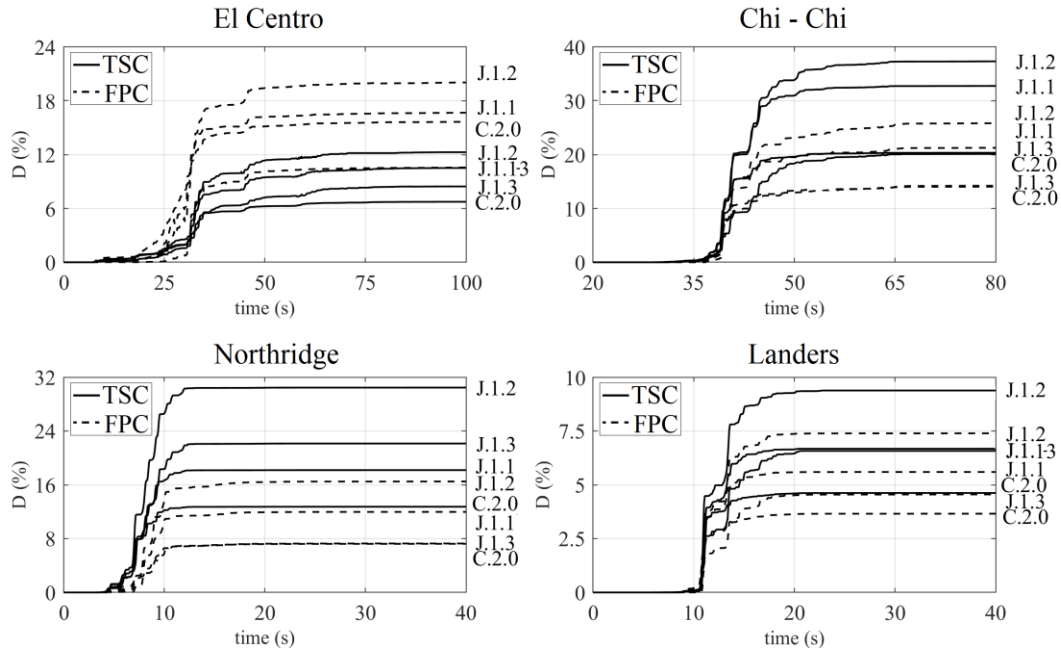 El Centro
TSC
FPC
24
18
12
6
0
D (%)
0
25
50
75
100
time (s)
J.1.2
J.1.1
C.2.0
J.1.2
J.1.1-3
J.1.3
C.2.0
Chi - Chi
TSC
FPC
40
30
20
10
0
D (%)
20
35
50
65
80
time (s)
J.1.2
J.1.1
J.1.2
J.1.1
J.1.3
C.2.0
J.1.3
C.2.0
Northridge
TSC
FPC
32
24
16
8
0
D (%)
0
10
20
30
40
time (s)
J.1.2
J.1.3
J.1.1
J.1.2
C.2.0
J.1.1
J.1.3
C.2.0
Landers
TSC
FPC
10
7.5
5
2.5
0
D (%)
0
10
20
30
40
time (s)
J.1.2
J.1.2
J.1.1-3
J.1.1
C.2.0
J.1.3
C.2.0